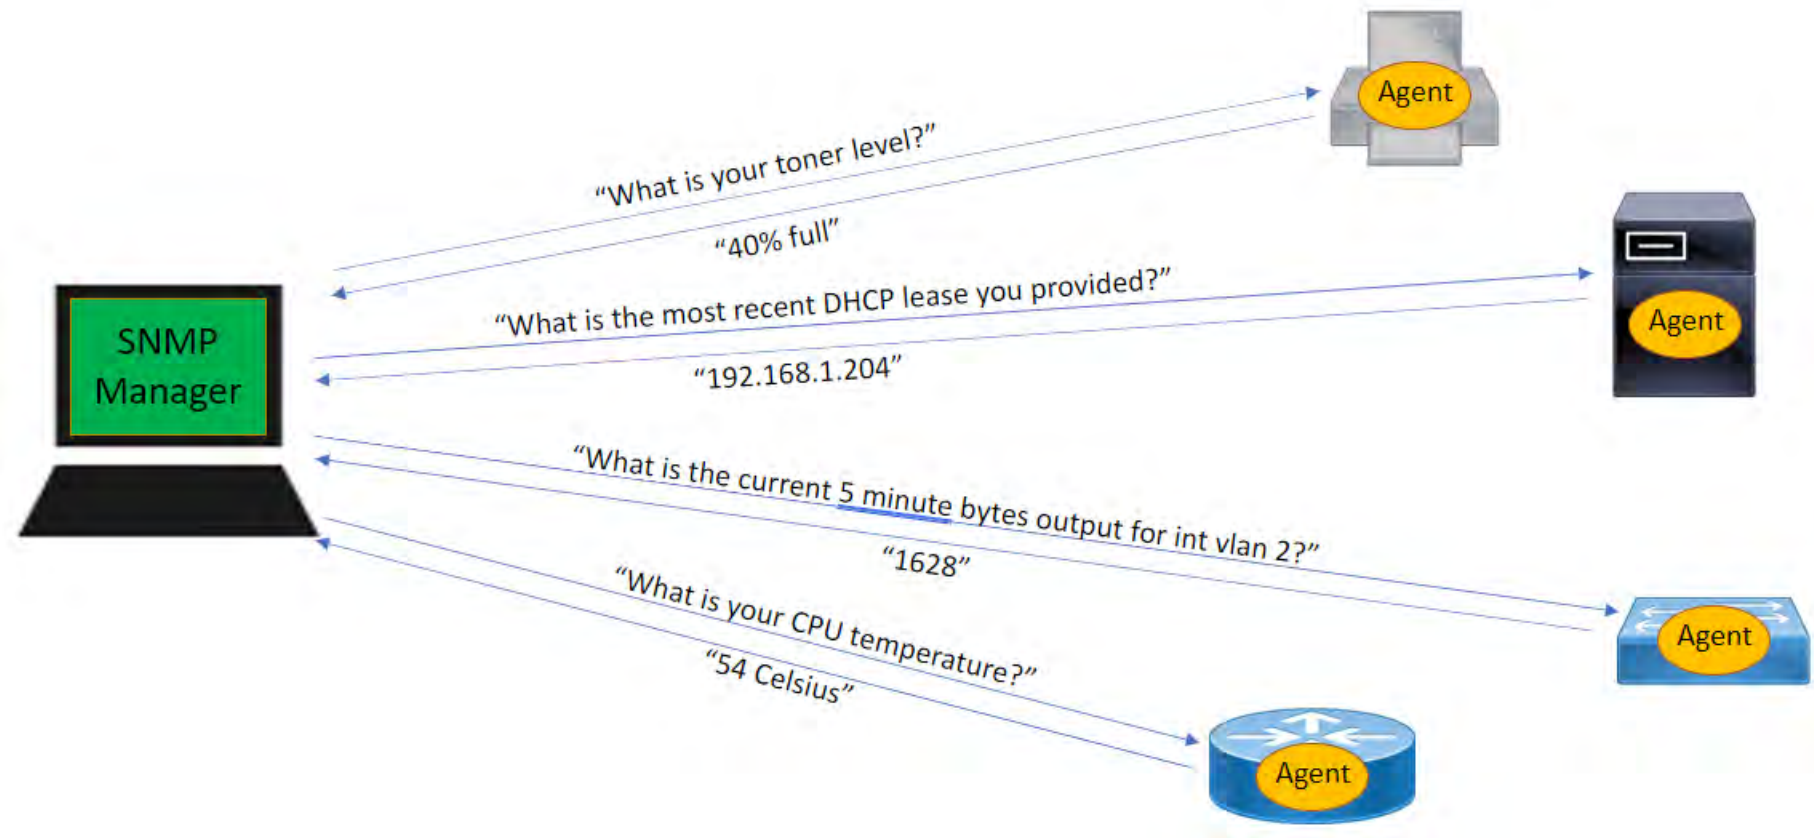 Agent
“What is your toner level?”
“40% full”
SNMP
Manager
“What is the most recent DHCP lease you provided?”
“192.168.1.204”
Agent
“What is the current 5 minute bytes output for int vlan 2?”
“1628”
Agent
“What is your CPU temperature?”
“54 Celsius”
Agent